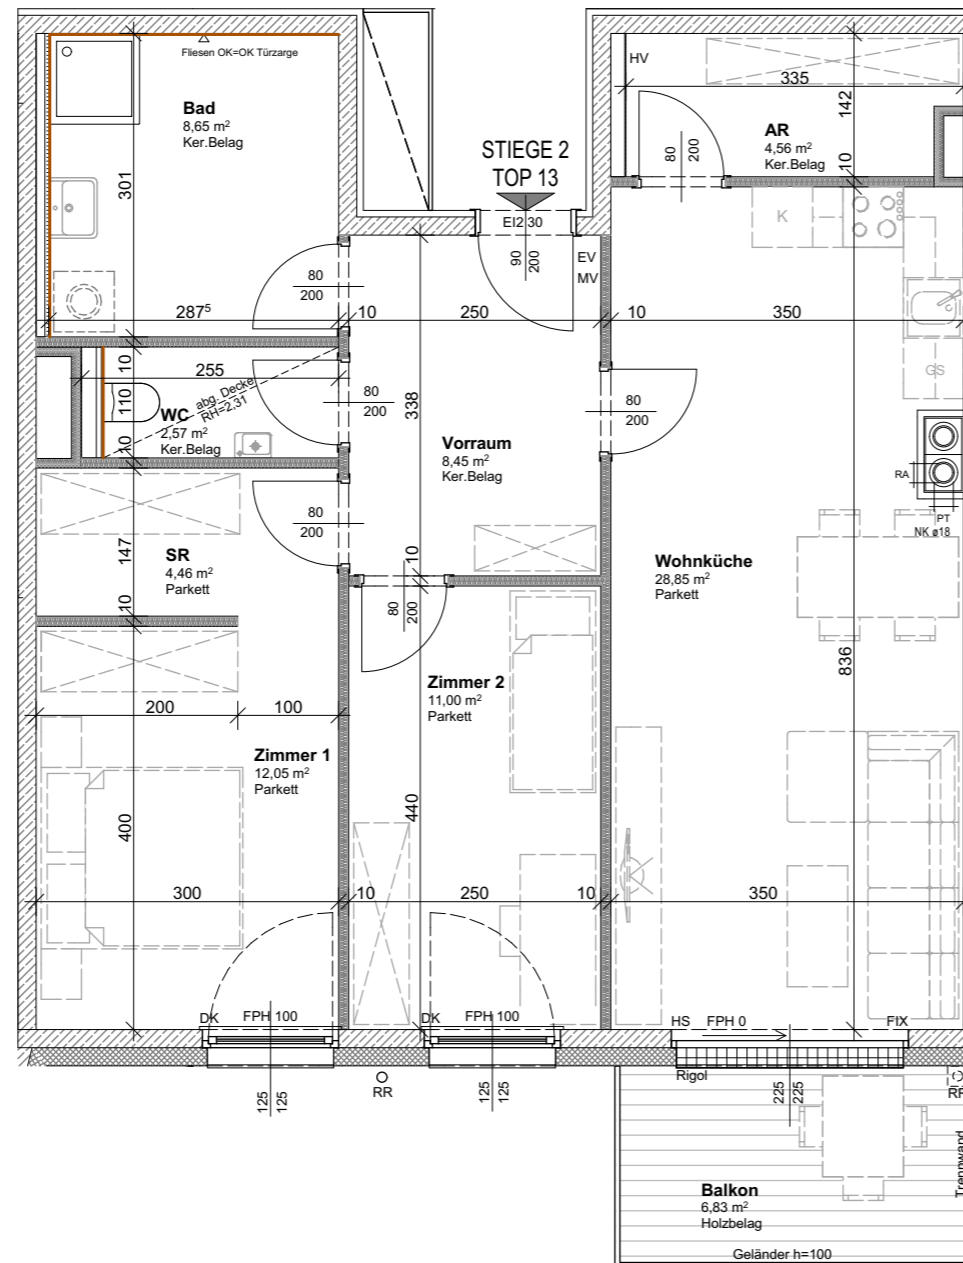 Fliesen OK=OK Türzarge
Bad
8,65 m²
Ker.Belag
301
287⁵
80
200
STIEGE 2
TOP 13
EI2 30
90
200
EV
MV
HV
335
142
10
AR
4,56 m²
Ker.Belag
80
200
K
GS
10
250
10
350
10
110
10
255
abg. Decke
RH=2,31
WC
2,57 m²
Ker.Belag
80
200
338
Vorraum
8,45 m²
Ker.Belag
10
80
200
RA
PT
NK ø18
147
10
SR
4,46 m²
Parkett
80
200
Wohnküche
28,85 m²
Parkett
836
80
200
Zimmer 2
11,00 m²
Parkett
440
200
100
Zimmer 1
12,05 m²
Parkett
400
300
10
250
10
350
DK
FPH 100
DK
FPH 100
HS
FPH 0
FIX
125
125
RR
125
125
Rigol
225
225
RR
Trennwand
Balkon
6,83 m²
Holzbelag
Geländer h=100